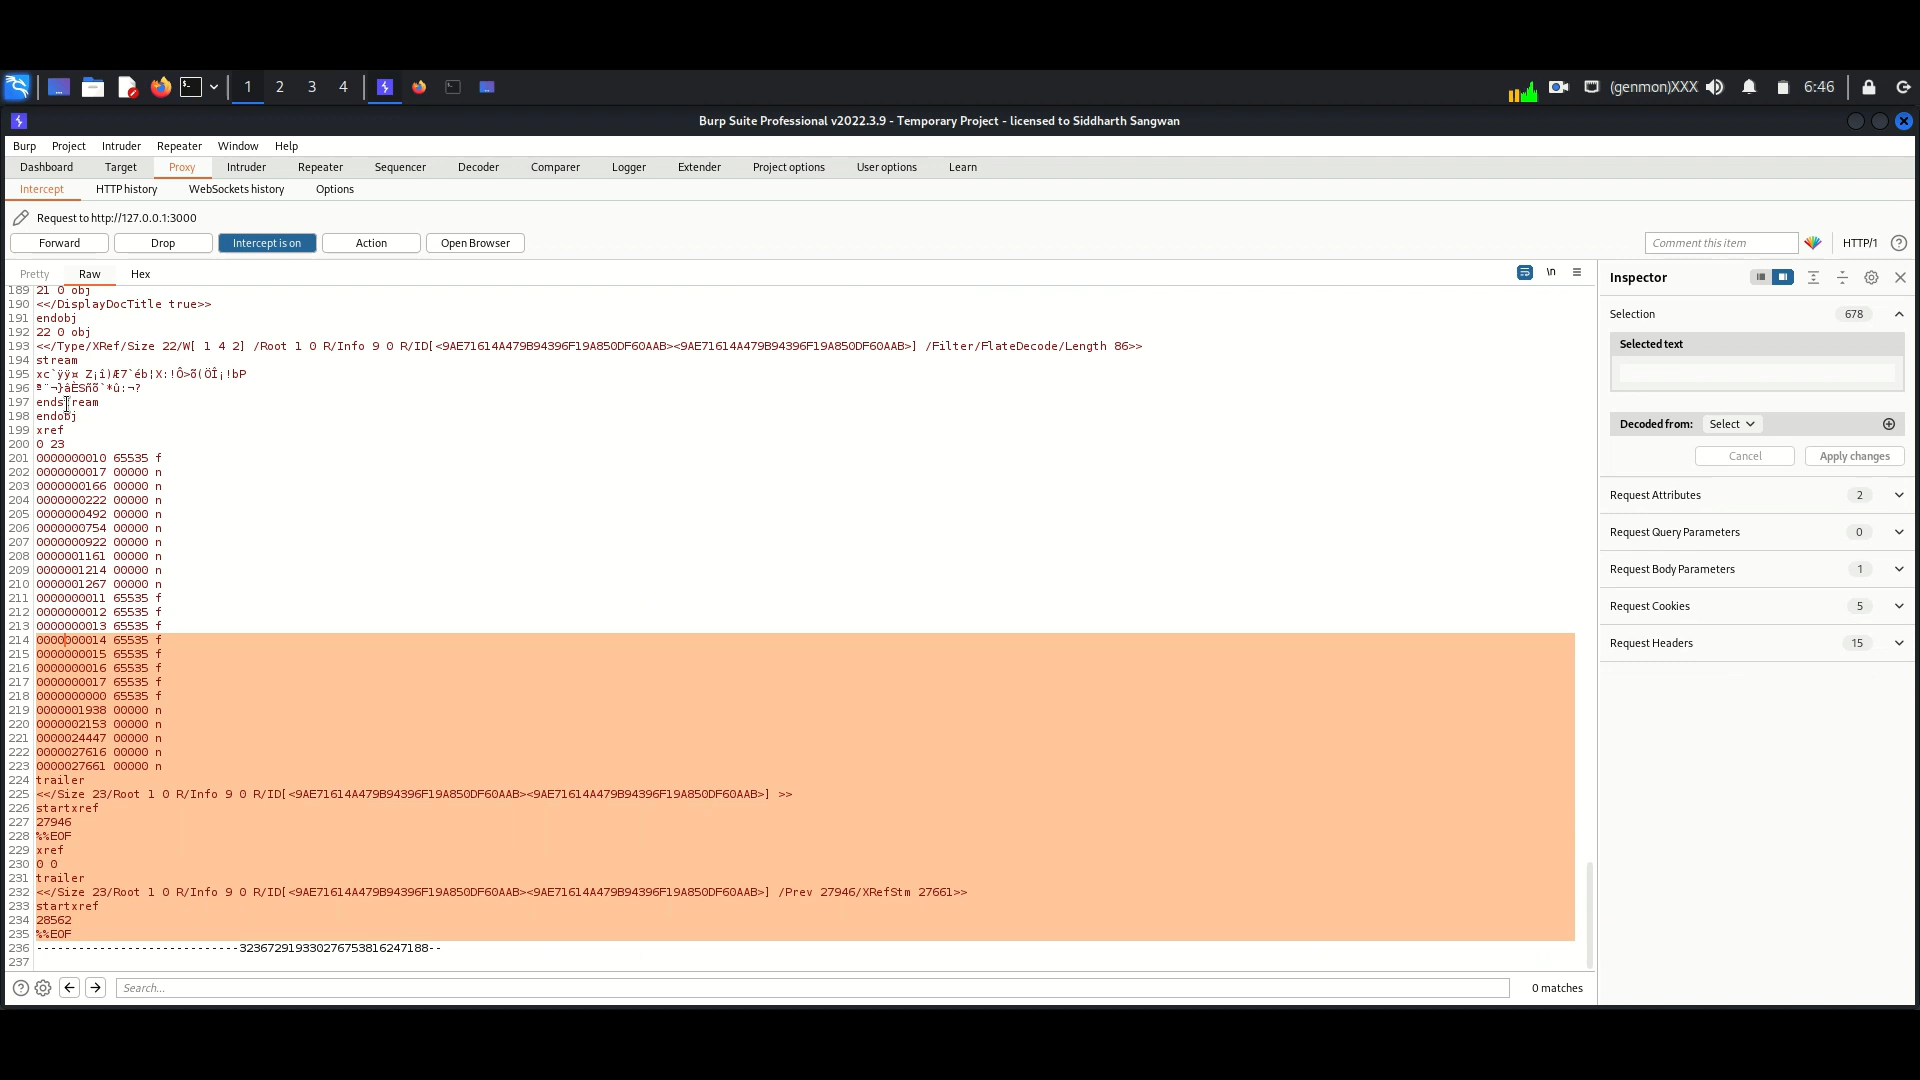 1 2 3 4 (genmon)XXX 6:46
Burp Suite Professional v2022.3.9 - Temporary Project - licensed to Siddharth Sangwan
Burp Project Intruder Repeater Window Help
Dashboard Target Proxy Intruder Repeater Sequencer Decoder Comparer Logger Extender Project options User options Learn
Intercept HTTP history WebSockets history Options
Request to http://127.0.0.1:3000
Forward Drop Intercept is on Action Open Browser Comment this item HTTP/1
Pretty Raw Hex \n
189 21 0 obj
190 <</DisplayDocTitle true>>
191 endobj
192 22 0 obj
193 <</Type/XRef/Size 22/W[ 1 4 2] /Root 1 0 R/Info 9 0 R/ID[<9AE71614A479B94396F19A850DF60AAB><9AE71614A479B94396F19A850DF60AAB>] /Filter/FlateDecode/Length 86>>
194 stream
195
196
197 endstream
198 endobj
199 xref
200 0 23
201 0000000010 65535 f
202 0000000017 00000 n
203 0000000166 00000 n
204 0000000222 00000 n
205 0000000492 00000 n
206 0000000754 00000 n
207 0000000922 00000 n
208 0000001161 00000 n
209 0000001214 00000 n
210 0000001267 00000 n
211 0000000011 65535 f
212 0000000012 65535 f
213 0000000013 65535 f
214 0000000014 65535 f
215 0000000015 65535 f
216 0000000016 65535 f
217 0000000017 65535 f
218 0000000000 65535 f
219 0000001938 00000 n
220 0000002153 00000 n
221 0000024447 00000 n
222 0000027616 00000 n
223 0000027661 00000 n
224 trailer
225 <</Size 23/Root 1 0 R/Info 9 0 R/ID[<9AE71614A479B94396F19A850DF60AAB><9AE71614A479B94396F19A850DF60AAB>] >>
226 startxref
227 27946
228 %%EOF
229 xref
230 0 0
231 trailer
232 <</Size 23/Root 1 0 R/Info 9 0 R/ID[<9AE71614A479B94396F19A850DF60AAB><9AE71614A479B94396F19A850DF60AAB>] /Prev 27946/XRefStm 27661>>
233 startxref
234 28562
235 %%EOF
236 -----------------------------323672919330276753816247188--
237
Search... 0 matches
Inspector
Selection 678
Selected text
Decoded from: Select
Cancel Apply changes
Request Attributes 2
Request Query Parameters 0
Request Body Parameters 1
Request Cookies 5
Request Headers 15